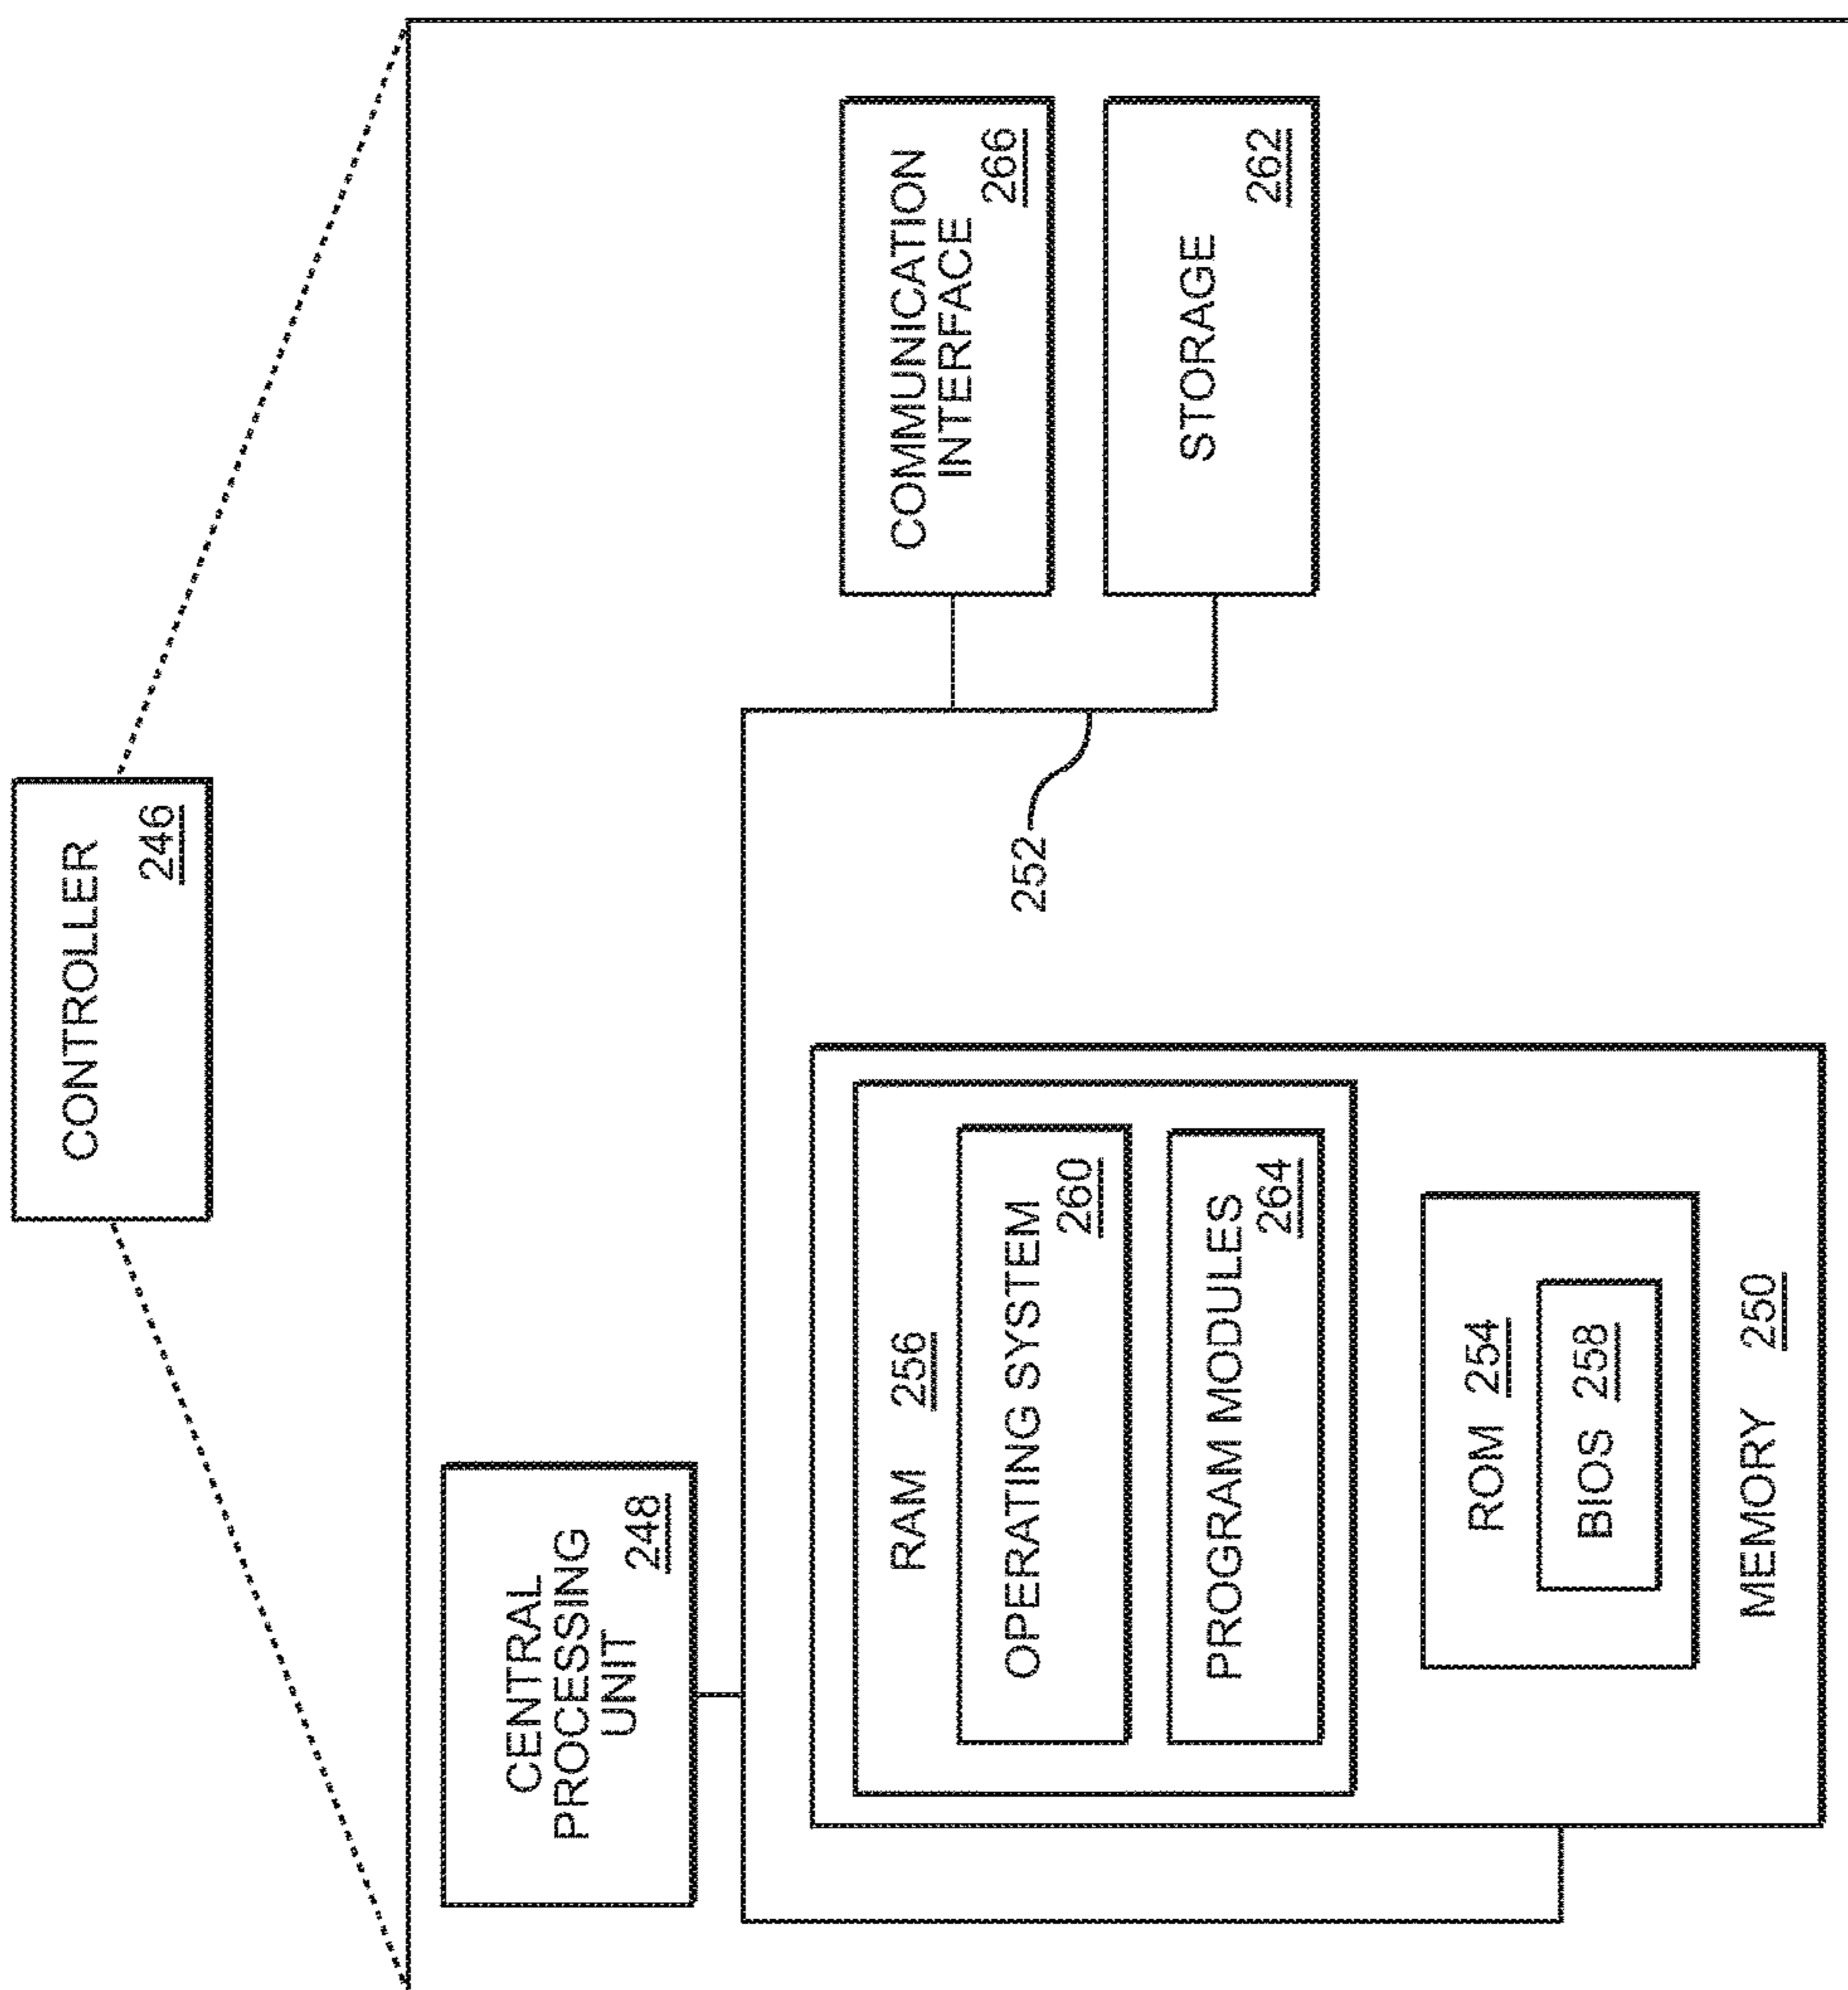 CONTROLLER
246
CENTRAL
PROCESSING
UNIT
248
RAM 256
OPERATING SYSTEM
260
PROGRAM MODULES
264
ROM 254
BIOS 258
MEMORY 250
252
COMMUNICATION
INTERFACE
266
STORAGE
262